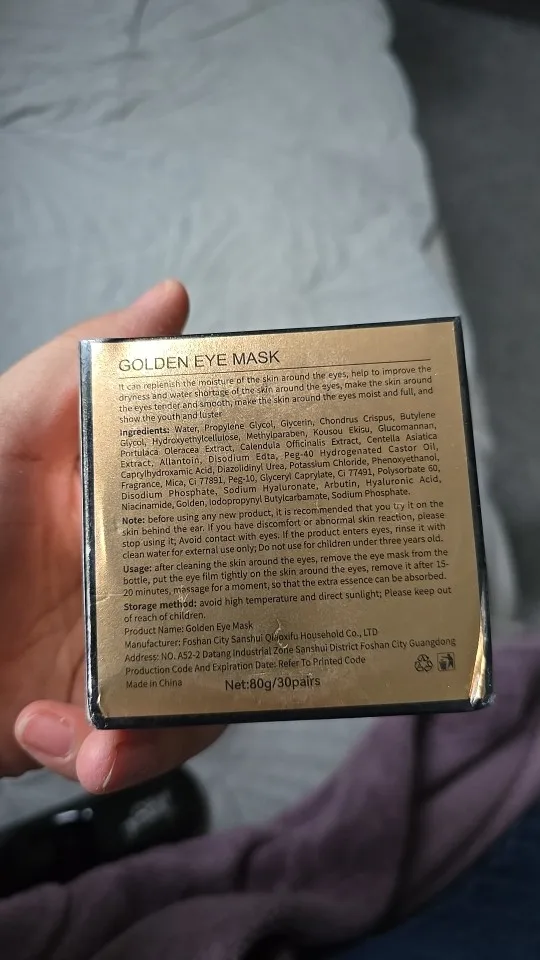 GOLDEN EYE MASK
It can replenish the moisture of the skin around the eyes, help to improve the
dryness and water shortage of the skin around the eyes, make the skin around
the eyes tender and smooth, make the skin around eyes moist and full, and
show the youth and luster
Ingredients: Water, Propylene Glycol, Glycerin, Chondrus Crispus, Butylene
Glycol, Hydroxyethylcellulose, Methylparaben, Kousou Ekisu, Glucomannan,
Portulaca Oleracea Extract, Calendula Officinalis Extract, Centella Asiatica
Extract, Allantoin, Disodium Edta, Peg-40 Hydrogenated Castor Oil,
Caprylhydroxamic Acid, Diazolidinyl Urea, Potassium Chloride, Phenoxyethanol,
Fragrance, Mica, Ci 77891, Peg-10, Glyceryl Caprylate, Ci 77491, Polysorbate 60,
Disodium Phosphate, Sodium Hyaluronate, Arbutin, Hyaluronic Acid,
Niacinamide, Golden, Iodopropynyl Butylcarbamate, Sodium Phosphate.
Note: before using any new product, it is recommended that you try it on the
skin behind the ear. If you have discomfort or abnormal skin reaction, please
stop using it; Avoid contact with eyes. If the product enters eyes, rinse it with
clean water for external use only; Do not use for children under three years old.
Usage: after cleaning the skin around eyes, remove the eye mask from the
bottle, put the eye film tightly on the skin around the eyes, remove it after 15-
20 minutes, massage for a moment, so that the extra essence can be absorbed.
Storage method: avoid high temperature and direct sunlight; Please keep out
of reach of children.
Product Name: Golden Eye Mask
Manufacturer: Foshan City Sanshui Qiaoxifu Household Co., LTD
Address: NO. A52-2 Datang Industrial Zone Sanshui District Foshan City Guangdong
Production Code And Expiration Date: Refer To Printed Code
Made in China Net:80g/30pairs